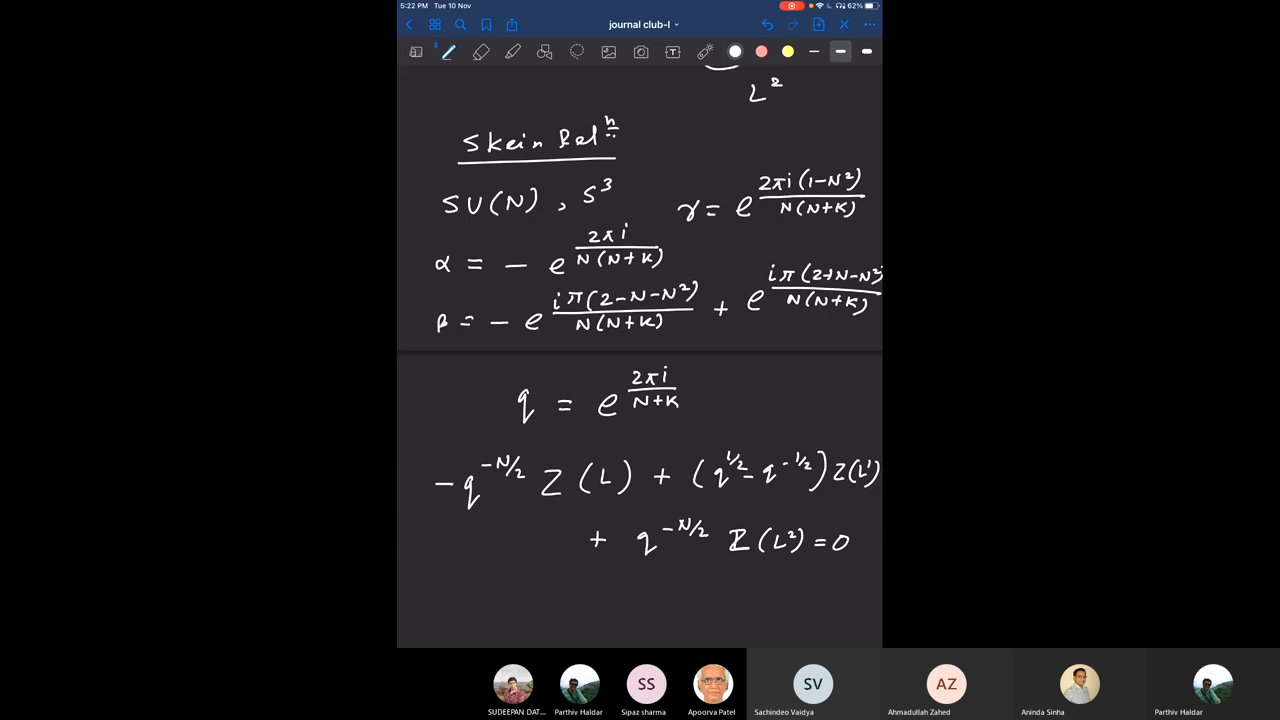 5:22 PM Tue 10 Nov
62%
journal club-I
L²
Skein Relⁿ
SU(N) , S³
γ = e^{2πi(1-N²)/N(N+K)}
α = - e^{2πi/N(N+K)}
β = - e^{iπ(2-N-N²)/N(N+K)} + e^{iπ(2+N-N²)/N(N+K)}
q = e^{2πi/N+K}
-q^{-N/2} Z(L) + (q^{1/2} - q^{-1/2}) Z(L¹)
+ q^{-N/2} Z(L²) = 0
SS
SV
AZ
SUDEEPAN DAT...
Parthiv Haldar
Sipaz sharma
Apoorva Patel
Sachindeo Vaidya
Ahmadullah Zahed
Aninda Sinha
Parthiv Haldar